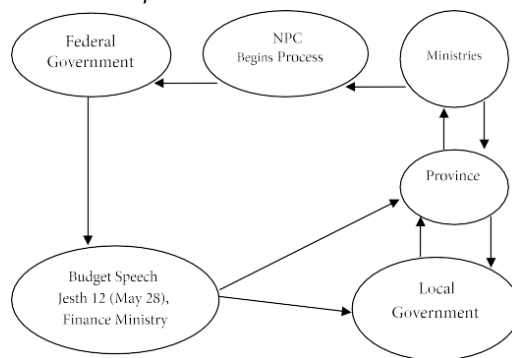 Federal
Government
NPC
Begins Process
Ministries
Province
Budget Speech
Jesth 12 (May 28),
Finance Ministry
Local
Government